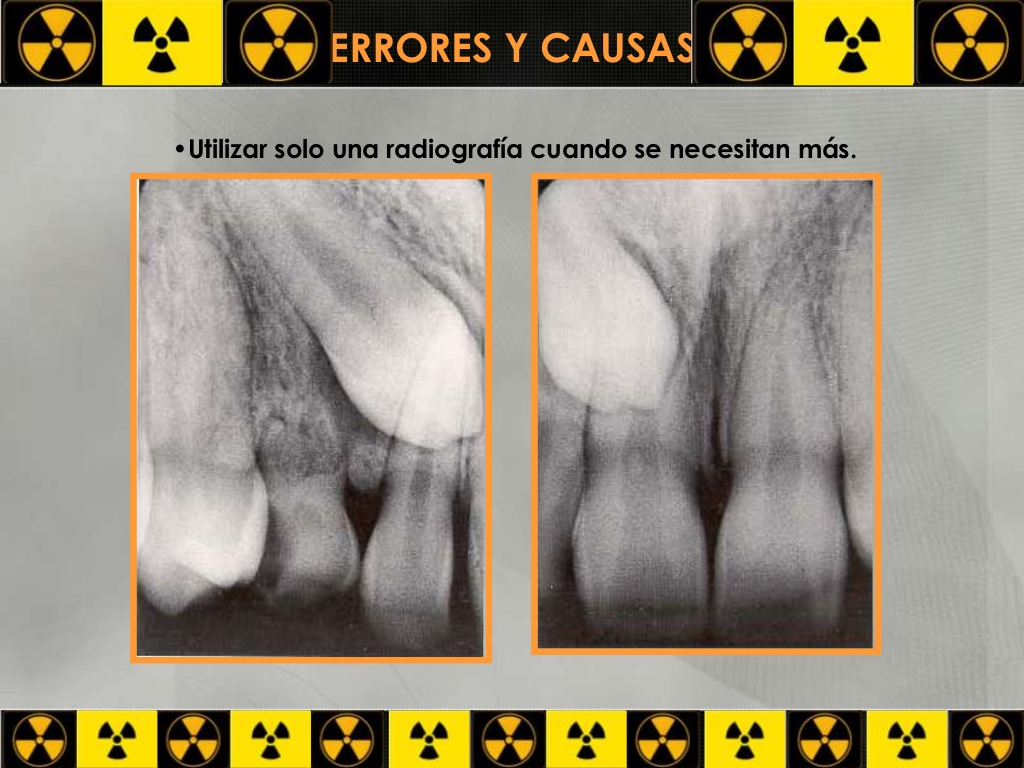 ERRORES Y CAUSAS
•Utilizar solo una radiografía cuando se necesitan más.